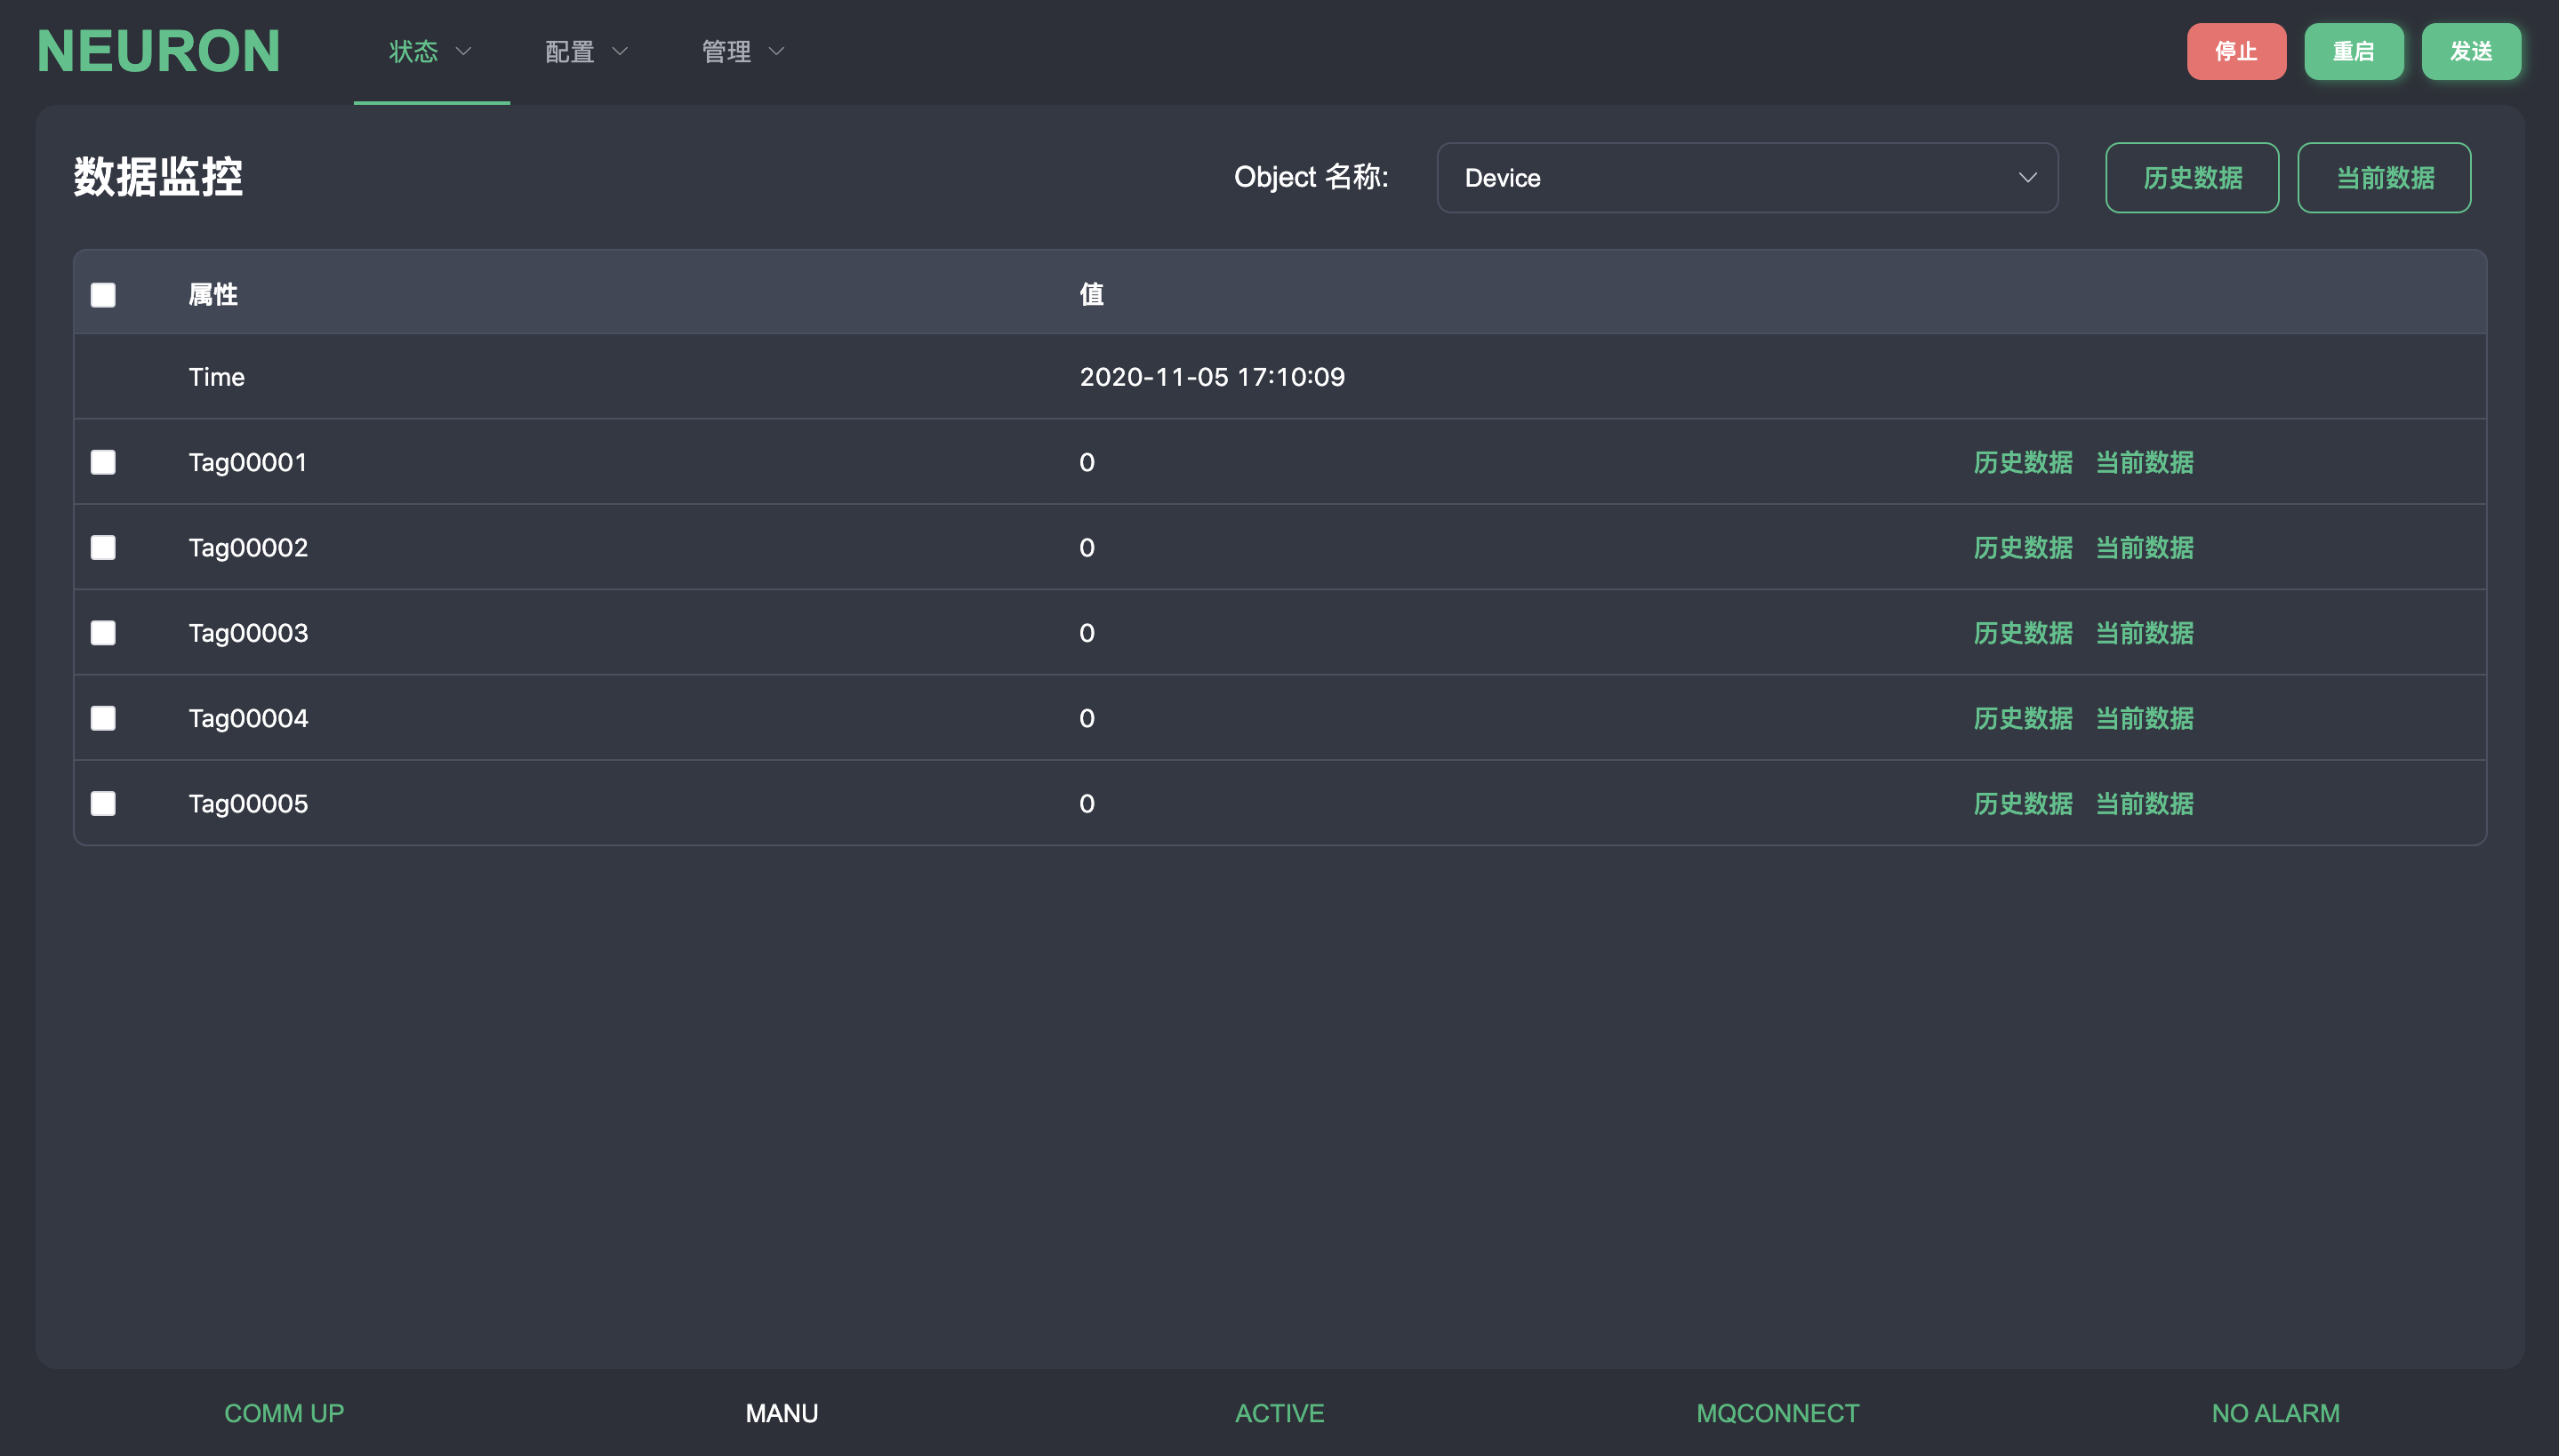 NEURON 状态 配置 管理 停止 重启 发送
数据监控 Object 名称: Device 历史数据 当前数据
属性 值
Time 2020-11-05 17:10:09
Tag00001 0 历史数据 当前数据
Tag00002 0 历史数据 当前数据
Tag00003 0 历史数据 当前数据
Tag00004 0 历史数据 当前数据
Tag00005 0 历史数据 当前数据
COMM UP MANU ACTIVE MQCONNECT NO ALARM